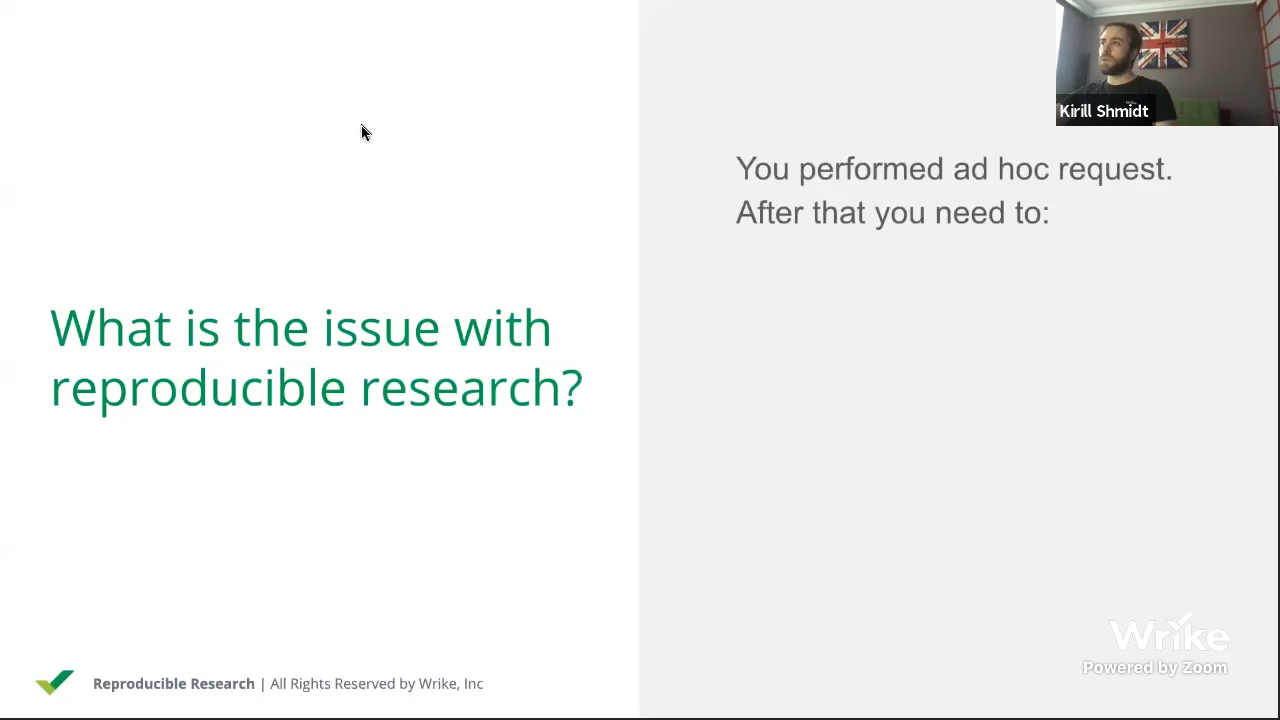 Kirill Shmidt
You performed ad hoc request.
After that you need to:
What is the issue with
reproducible research?
Wrike
Powered by Zoom
Reproducible Research | All Rights Reserved by Wrike, Inc